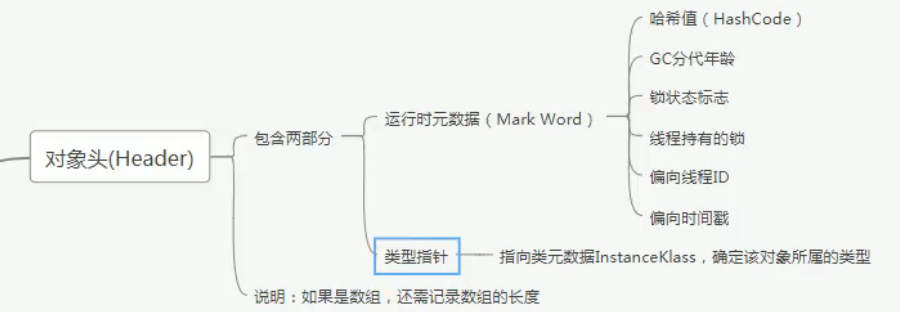 对象头(Header)
包含两部分
运行时元数据（Mark Word）
哈希值（HashCode）
GC分代年龄
锁状态标志
线程持有的锁
偏向线程ID
偏向时间戳
类型指针
指向类元数据InstanceKlass，确定该对象所属的类型
说明：如果是数组，还需记录数组的长度